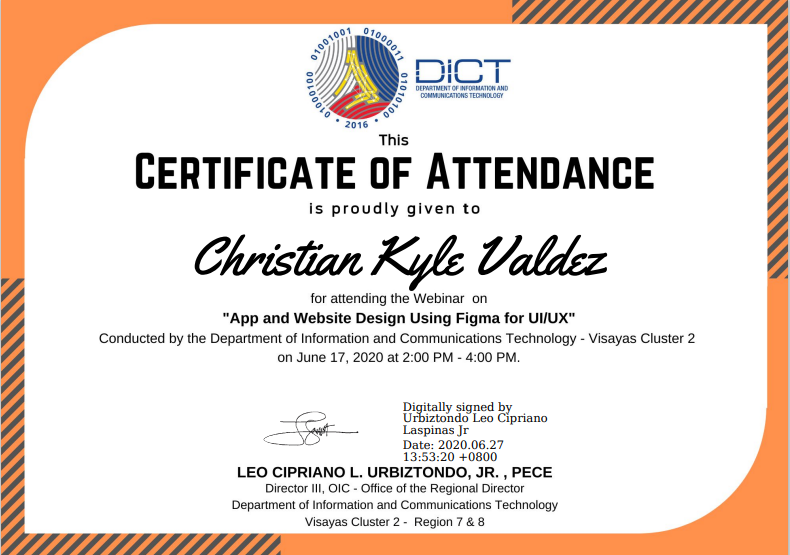 01001001 01000011 01000100 01010100
• 2016 •
DICT
DEPARTMENT OF INFORMATION AND
COMMUNICATIONS TECHNOLOGY
This
CERTIFICATE OF ATTENDANCE
is proudly given to
Christian Kyle Valdez
for attending the Webinar on
"App and Website Design Using Figma for UI/UX"
Conducted by the Department of Information and Communications Technology - Visayas Cluster 2
on June 17, 2020 at 2:00 PM - 4:00 PM.
Digitally signed by
Urbiztondo Leo Cipriano
Laspinas Jr
Date: 2020.06.27
13:53:20 +0800
LEO CIPRIANO L. URBIZTONDO, JR. , PECE
Director III, OIC - Office of the Regional Director
Department of Information and Communications Technology
Visayas Cluster 2 - Region 7 & 8